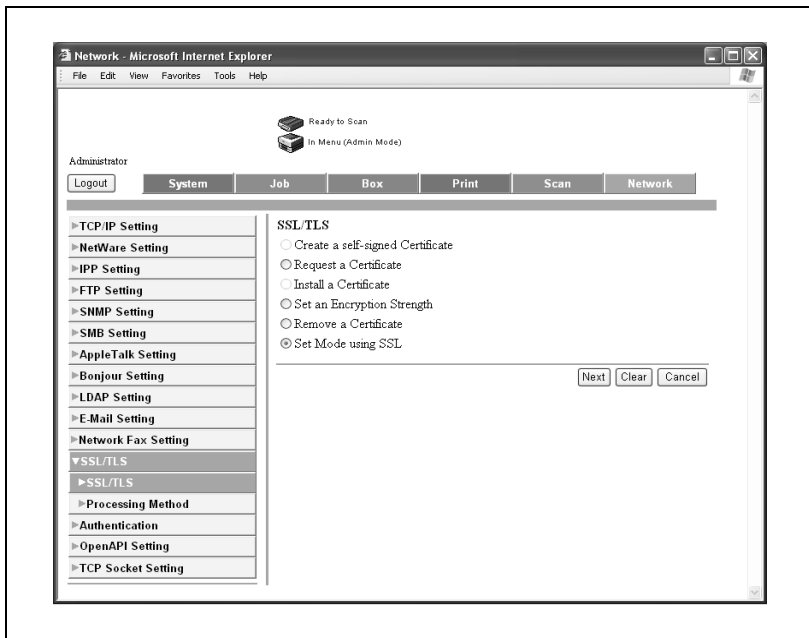 Network - Microsoft Internet Explorer
File Edit View Favorites Tools Help
Ready to Scan
In Menu (Admin Mode)
Administrator
Logout System Job Box Print Scan Network
TCP/IP Setting
NetWare Setting
IPP Setting
FTP Setting
SNMP Setting
SMB Setting
AppleTalk Setting
Bonjour Setting
LDAP Setting
E-Mail Setting
Network Fax Setting
SSL/TLS
SSL/TLS
Processing Method
Authentication
OpenAPI Setting
TCP Socket Setting
SSL/TLS
Create a self-signed Certificate
Request a Certificate
Install a Certificate
Set an Encryption Strength
Remove a Certificate
Set Mode using SSL
Next Clear Cancel